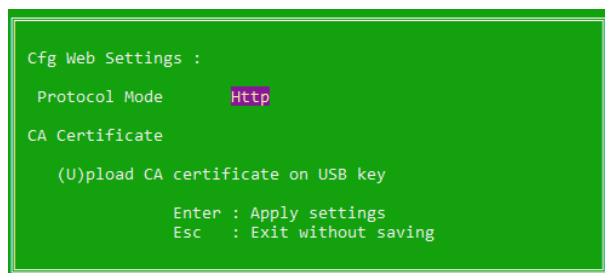 Cfg Web Settings :
Protocol Mode Http
CA Certificate
(U)pload CA certificate on USB key
Enter : Apply settings
Esc : Exit without saving